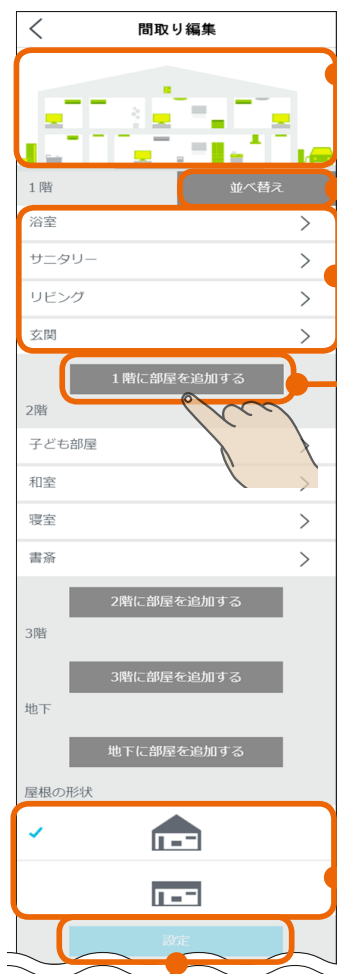 間取り編集
1階
並べ替え
浴室
サニタリー
リビング
玄関
1階に部屋を追加する
2階
子ども部屋
和室
寝室
書斎
2階に部屋を追加する
3階
3階に部屋を追加する
地下
地下に部屋を追加する
屋根の形状
設定